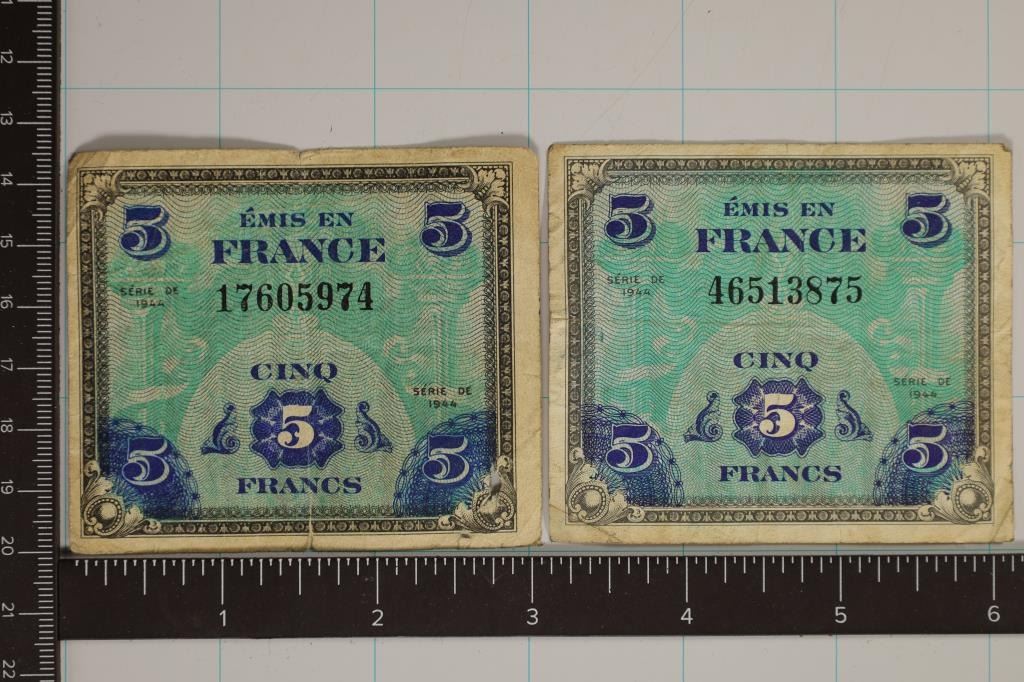 5 ÉMIS EN 5
FRANCE
SÉRIE DE
1944
17605974
CINQ
SÉRIE DE
1944
5
5 5
FRANCS
5 ÉMIS EN 5
FRANCE
SÉRIE DE
1944
46513875
CINQ
SÉRIE DE
1944
5
5 5
FRANCS
12
13
14
15
16
17
18
19
20
21
22
1 2 3 4 5 6